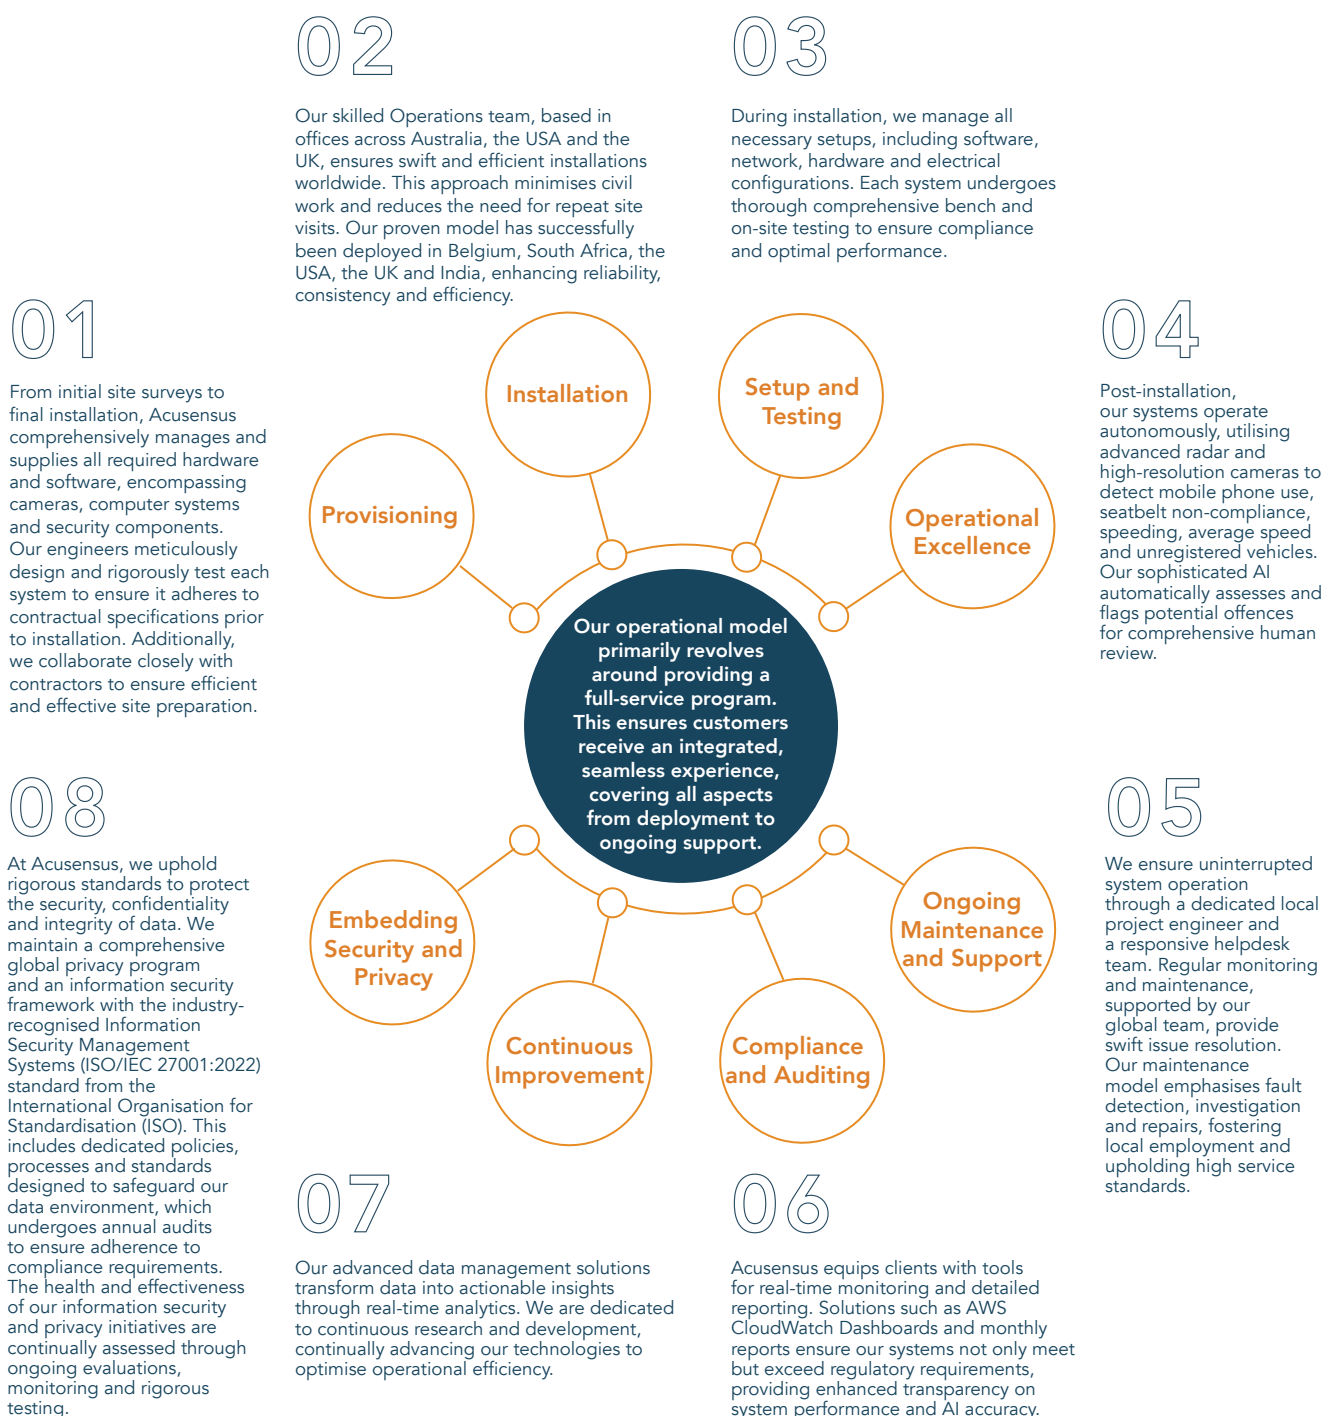 01
From initial site surveys to
final installation, Acusensus
comprehensively manages and
supplies all required hardware
and software, encompassing
cameras, computer systems
and security components.
Our engineers meticulously
design and rigorously test each
system to ensure it adheres to
contractual specifications prior
to installation. Additionally,
we collaborate closely with
contractors to ensure efficient
and effective site preparation.
02
Our skilled Operations team, based in
offices across Australia, the USA and the
UK, ensures swift and efficient installations
worldwide. This approach minimises civil
work and reduces the need for repeat site
visits. Our proven model has successfully
been deployed in Belgium, South Africa, the
USA, the UK and India, enhancing reliability,
consistency and efficiency.
03
During installation, we manage all
necessary setups, including software,
network, hardware and electrical
configurations. Each system undergoes
thorough comprehensive bench and
on-site testing to ensure compliance
and optimal performance.
04
Post-installation,
our systems operate
autonomously, utilising
advanced radar and
high-resolution cameras to
detect mobile phone use,
seatbelt non-compliance,
speeding, average speed
and unregistered vehicles.
Our sophisticated AI
automatically assesses and
flags potential offences
for comprehensive human
review.
Provisioning
Installation
Setup and
Testing
Operational
Excellence
Our operational model
primarily revolves
around providing a
full-service program.
This ensures customers
receive an integrated,
seamless experience,
covering all aspects
from deployment to
ongoing support.
Embedding
Security and
Privacy
Continuous
Improvement
Compliance
and Auditing
Ongoing
Maintenance
and Support
05
We ensure uninterrupted
system operation
through a dedicated local
project engineer and
a responsive helpdesk
team. Regular monitoring
and maintenance,
supported by our
global team, provide
swift issue resolution.
Our maintenance
model emphasises fault
detection, investigation
and repairs, fostering
local employment and
upholding high service
standards.
06
Acusensus equips clients with tools
for real-time monitoring and detailed
reporting. Solutions such as AWS
CloudWatch Dashboards and monthly
reports ensure our systems not only meet
but exceed regulatory requirements,
providing enhanced transparency on
system performance and AI accuracy.
07
Our advanced data management solutions
transform data into actionable insights
through real-time analytics. We are dedicated
to continuous research and development,
continually advancing our technologies to
optimise operational efficiency.
08
At Acusensus, we uphold
rigorous standards to protect
the security, confidentiality
and integrity of data. We
maintain a comprehensive
global privacy program
and an information security
framework with the industry-
recognised Information
Security Management
Systems (ISO/IEC 27001:2022)
standard from the
International Organisation for
Standardisation (ISO). This
includes dedicated policies,
processes and standards
designed to safeguard our
data environment, which
undergoes annual audits
to ensure adherence to
compliance requirements.
The health and effectiveness
of our information security
and privacy initiatives are
continually assessed through
ongoing evaluations,
monitoring and rigorous
testing.